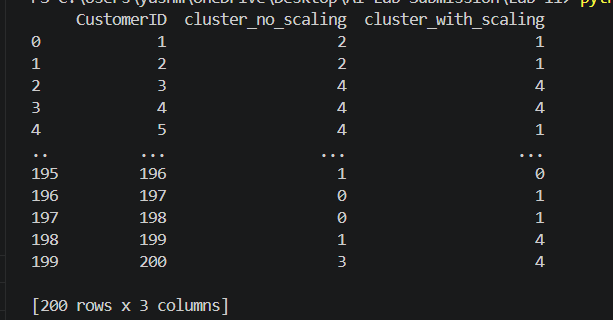 CustomerID cluster_no_scaling cluster_with_scaling
0 1 2 1
1 2 2 1
2 3 4 4
3 4 4 4
4 5 4 1
.. ... ... ...
195 196 1 0
196 197 0 1
197 198 0 1
198 199 1 4
199 200 3 4
[200 rows x 3 columns]